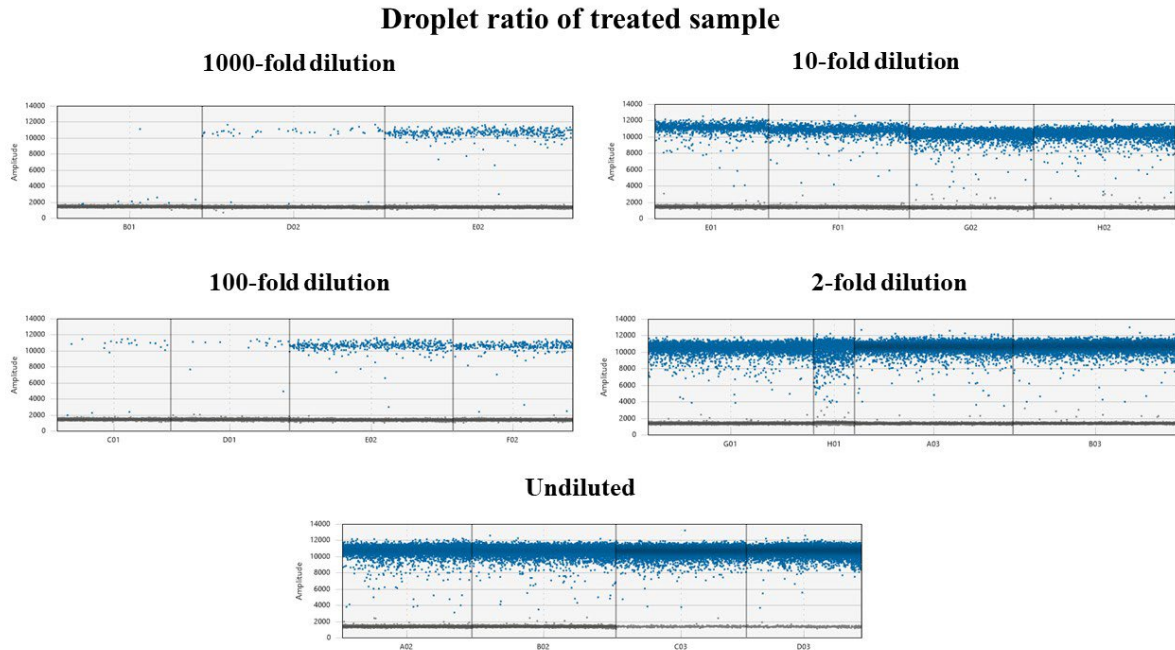 Droplet ratio of treated sample
1000-fold dilution
14000
12000
10000
8000
6000
4000
2000
0
Amplitude
B01 D02 E02
10-fold dilution
14000
12000
10000
8000
6000
4000
2000
0
Amplitude
E01 F01 G02 H02
100-fold dilution
14000
12000
10000
8000
6000
4000
2000
0
Amplitude
C01 D01 E02 F02
2-fold dilution
14000
12000
10000
8000
6000
4000
2000
0
Amplitude
G01 H01 A03 B03
Undiluted
14000
12000
10000
8000
6000
4000
2000
0
Amplitude
A02 B02 C03 D03